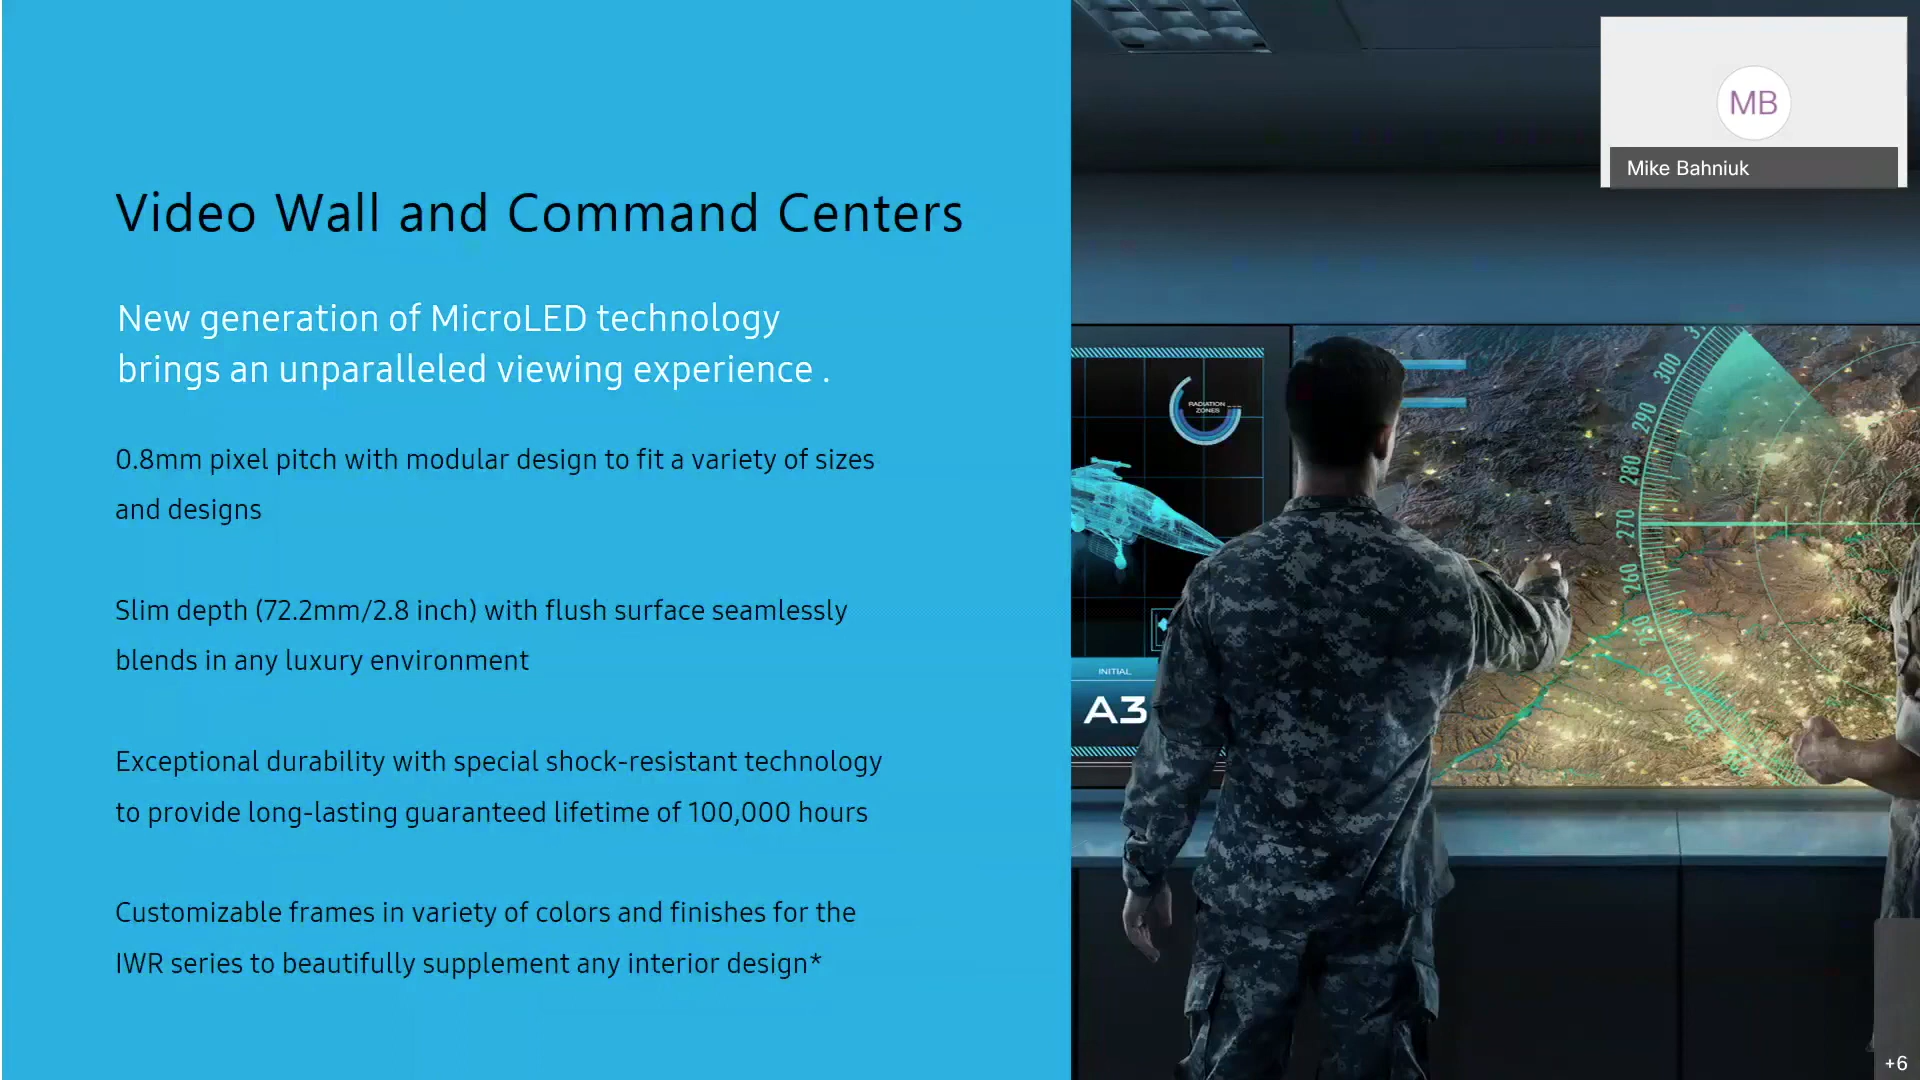 Video Wall and Command Centers
New generation of MicroLED technology
brings an unparalleled viewing experience .
0.8mm pixel pitch with modular design to fit a variety of sizes
and designs
Slim depth (72.2mm/2.8 inch) with flush surface seamlessly
blends in any luxury environment
Exceptional durability with special shock-resistant technology
to provide long-lasting guaranteed lifetime of 100,000 hours
Customizable frames in variety of colors and finishes for the
IWR series to beautifully supplement any interior design*
MB
Mike Bahniuk
RADIATION
ZONES
INITIAL
A3
300
290
280
270
260
250
240
+6